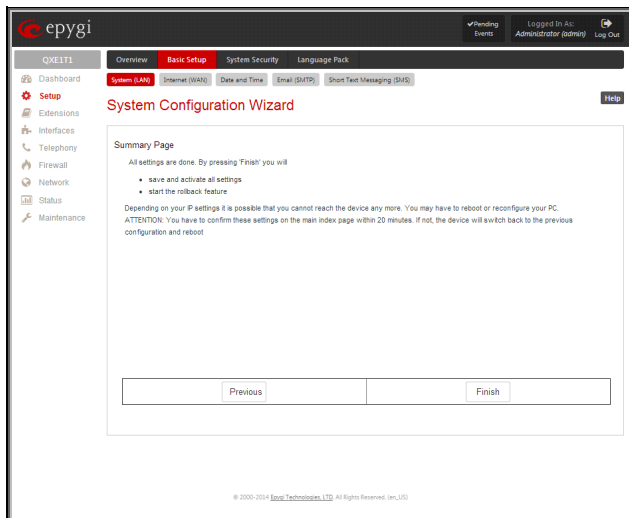 epygi
✔Pending
Events
Logged In As:
Administrator (admin)
Log Out
QXE1T1
Overview
Basic Setup
System Security
Language Pack
Dashboard
Setup
Extensions
Interfaces
Telephony
Firewall
Network
Status
Maintenance
System (LAN)
Internet (WAN)
Date and Time
Email (SMTP)
Short Text Messaging (SMS)
System Configuration Wizard
Help
Summary Page
All settings are done. By pressing 'Finish' you will
• save and activate all settings
• start the rollback feature
Depending on your IP settings it is possible that you cannot reach the device any more. You may have to reboot or reconfigure your PC.
ATTENTION: You have to confirm these settings on the main index page within 20 minutes. If not, the device will switch back to the previous
configuration and reboot
Previous
Finish
© 2000-2014 Epygi Technologies, LTD. All Rights Reserved. (en_US)